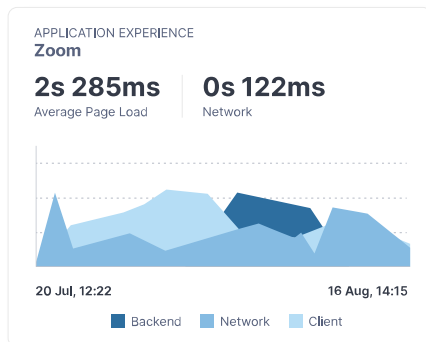 APPLICATION EXPERIENCE
Zoom
2s 285ms 0s 122ms
Average Page Load Network
20 Jul, 12:22 16 Aug, 14:15
Backend Network Client